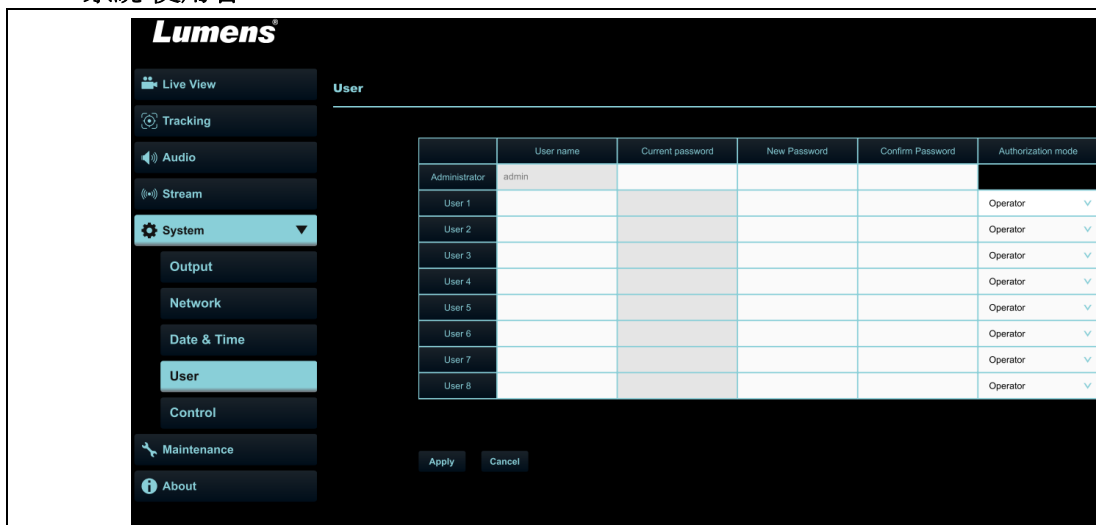 Lumens®
Live View
User
Tracking
Audio
Stream
System
Output
Network
Date & Time
User
Control
Maintenance
About
User name Current password New Password Confirm Password Authorization mode
Administrator admin
User 1 Operator
User 2 Operator
User 3 Operator
User 4 Operator
User 5 Operator
User 6 Operator
User 7 Operator
User 8 Operator
Apply Cancel